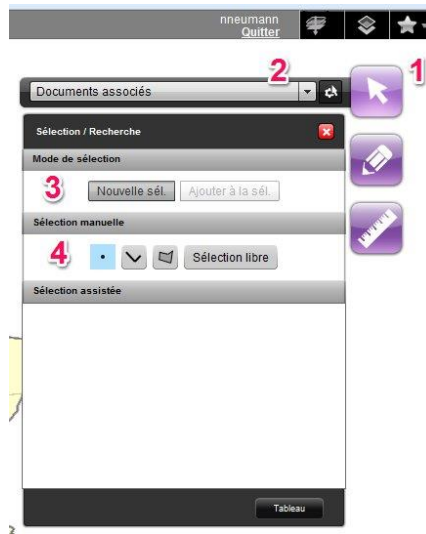 nneumann
Quitter
1
2
Documents associés
Sélection / Recherche
Mode de sélection
3
Nouvelle sél.
Ajouter à la sél.
Sélection manuelle
4
Sélection libre
Sélection assistée
Tableau